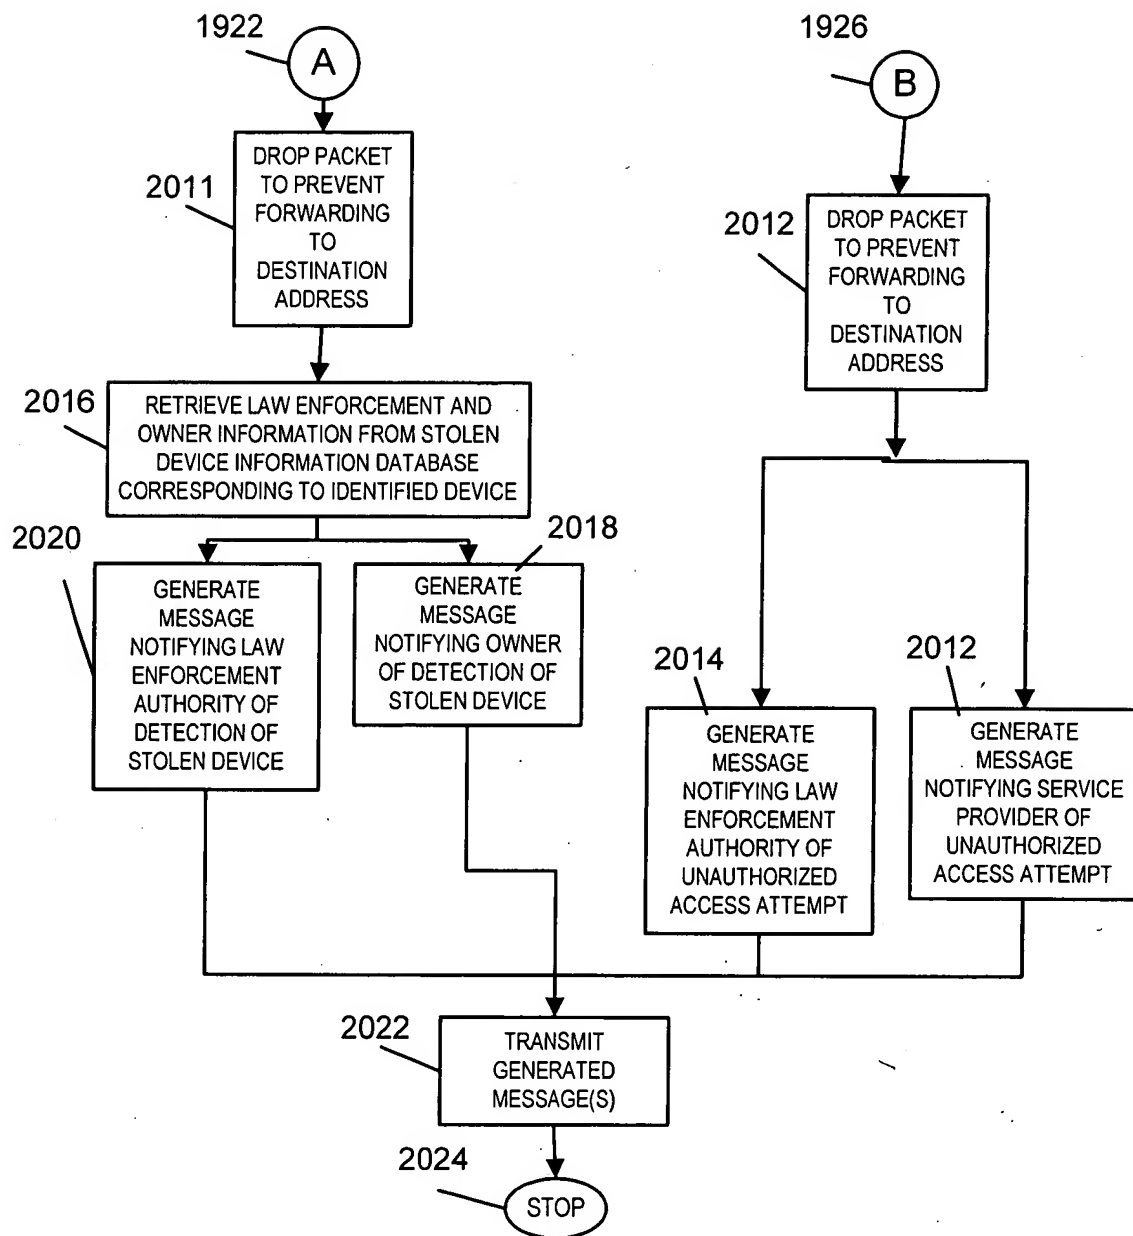 1922
A
1926
B
2011
DROP PACKET
TO PREVENT
FORWARDING
TO
DESTINATION
ADDRESS
2012
DROP PACKET
TO PREVENT
FORWARDING
TO
DESTINATION
ADDRESS
2016
RETRIEVE LAW ENFORCEMENT AND
OWNER INFORMATION FROM STOLEN
DEVICE INFORMATION DATABASE
CORRESPONDING TO IDENTIFIED DEVICE
2020
GENERATE
MESSAGE
NOTIFYING LAW
ENFORCEMENT
AUTHORITY OF
DETECTION OF
STOLEN DEVICE
2018
GENERATE
MESSAGE
NOTIFYING OWNER
OF DETECTION OF
STOLEN DEVICE
2014
GENERATE
MESSAGE
NOTIFYING LAW
ENFORCEMENT
AUTHORITY OF
UNAUTHORIZED
ACCESS ATTEMPT
2012
GENERATE
MESSAGE
NOTIFYING SERVICE
PROVIDER OF
UNAUTHORIZED
ACCESS ATTEMPT
2022
TRANSMIT
GENERATED
MESSAGE(S)
2024
STOP